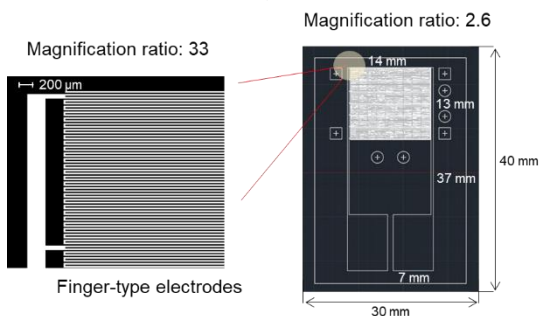 Magnification ratio: 2.6
Magnification ratio: 33
200 μm
14 mm
13 mm
40 mm
37 mm
7 mm
Finger-type electrodes
30 mm